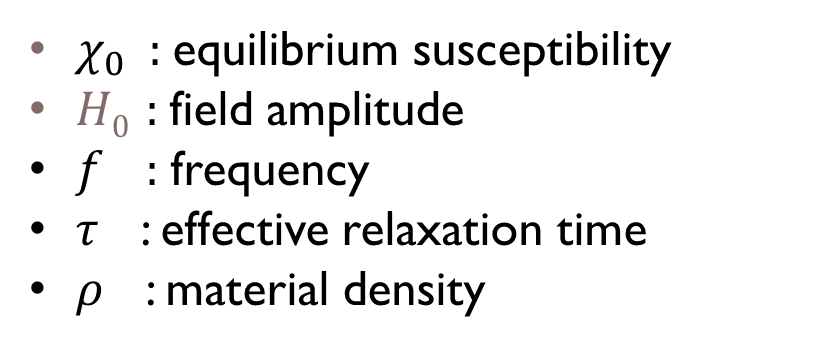 • χ₀ : equilibrium susceptibility
• H₀ : field amplitude
• f : frequency
• τ : effective relaxation time
• ρ : material density